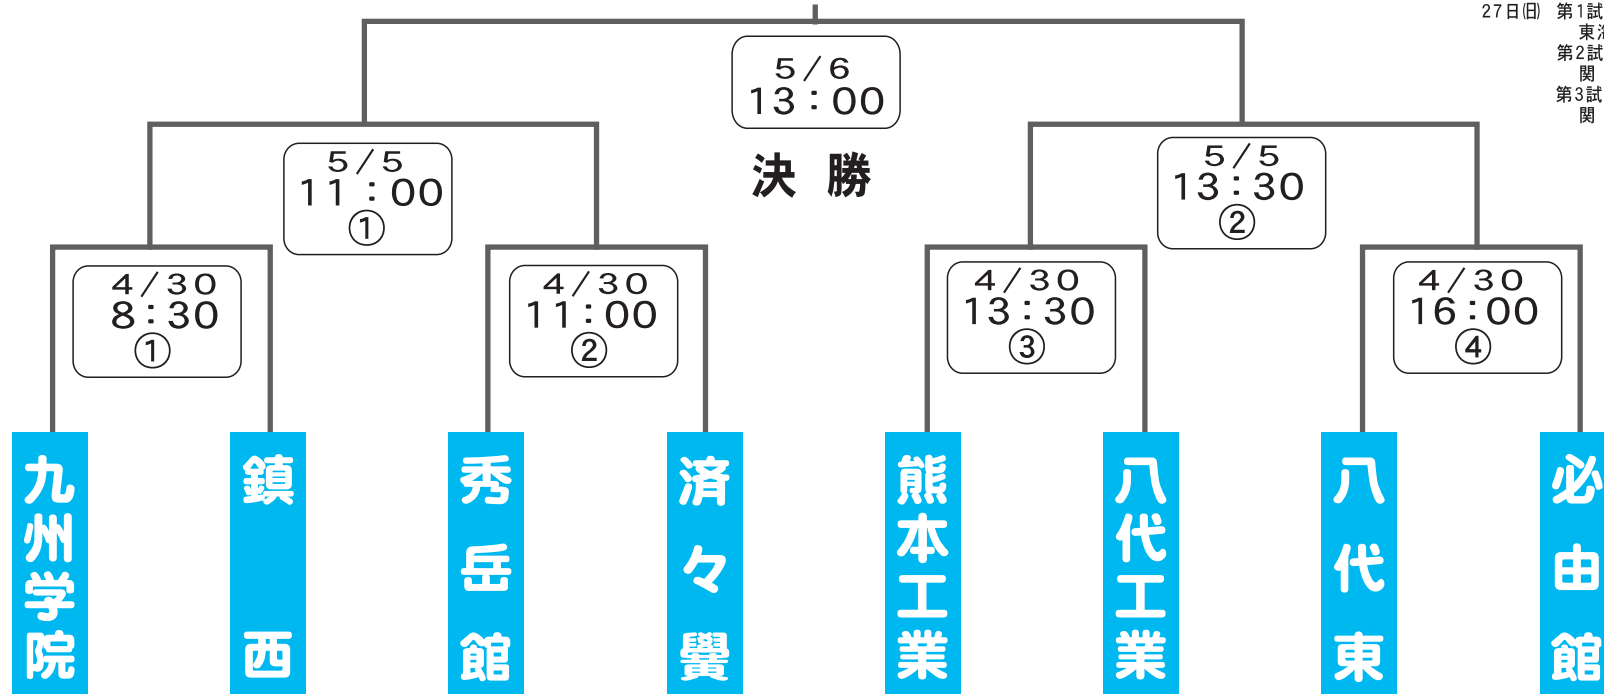 27日(日) 第1試
東海
第2試
関
第3試
関
5/6
13:00
決 勝
5/5
11:00
①
5/5
13:30
②
4/30
8:30
①
4/30
11:00
②
4/30
13:30
③
4/30
16:00
④
九州学院
鎮西
秀岳館
済々黌
熊本工業
八代工業
八代東
必由館